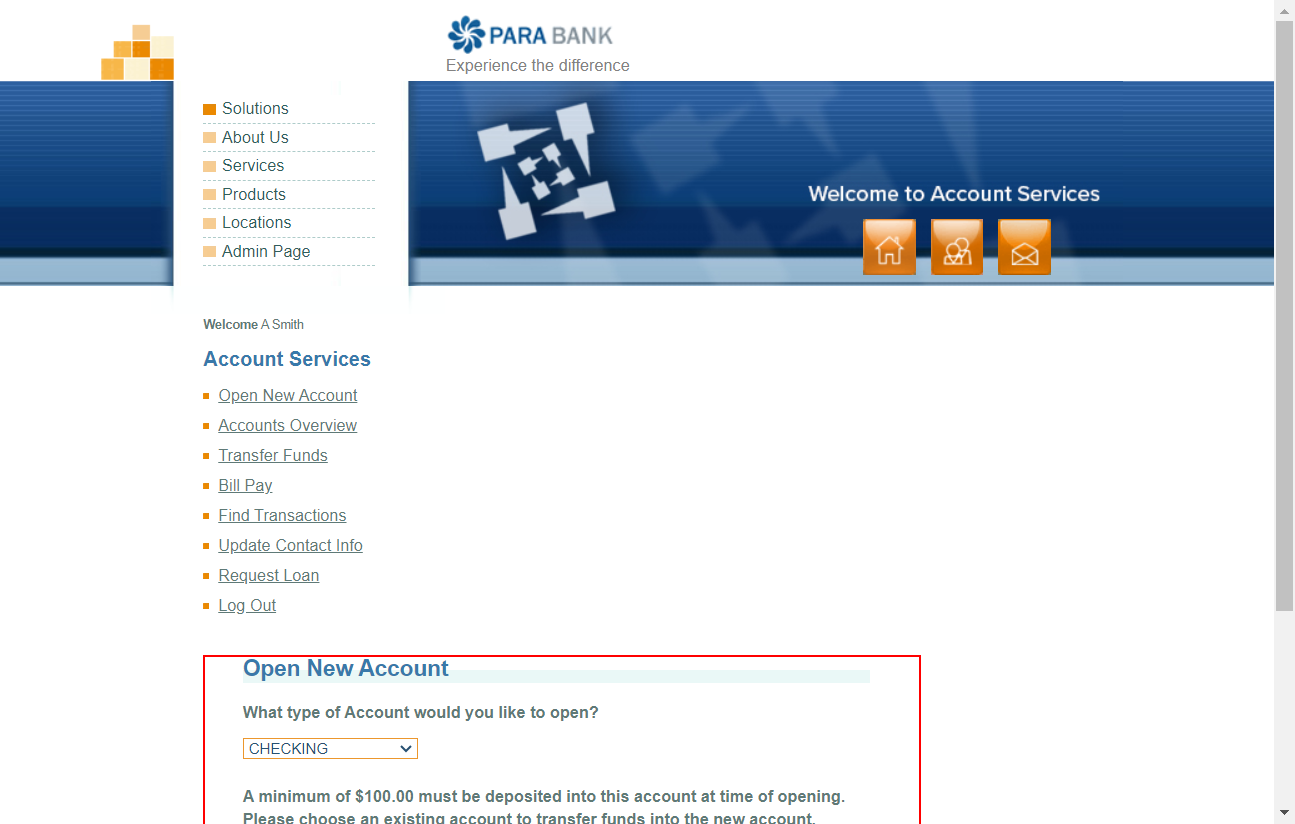 PARA BANK
Experience the difference
Solutions
About Us
Services
Products
Locations
Admin Page
Welcome to Account Services
Welcome A Smith
Account Services
Open New Account
Accounts Overview
Transfer Funds
Bill Pay
Find Transactions
Update Contact Info
Request Loan
Log Out
Open New Account
What type of Account would you like to open?
CHECKING
A minimum of $100.00 must be deposited into this account at time of opening.
Please choose an existing account to transfer funds into the new account.